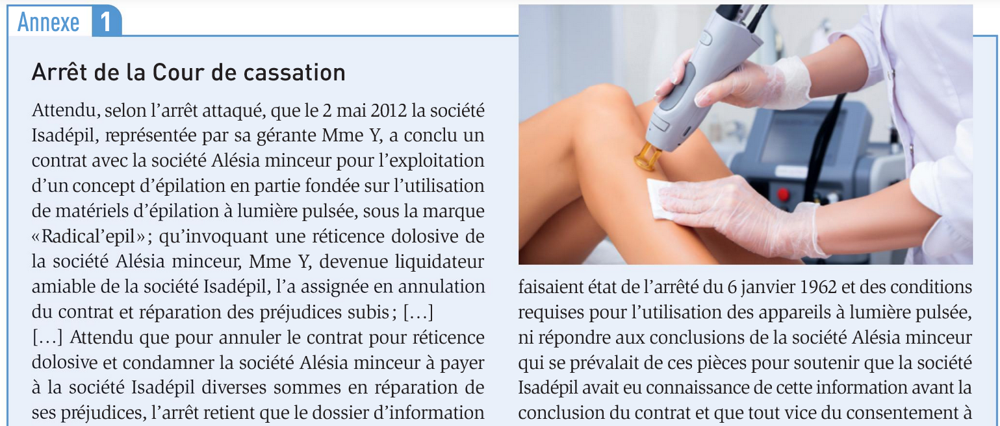 Annexe 1
Arrêt de la Cour de cassation
Attendu, selon l'arrêt attaqué, que le 2 mai 2012 la société
Isadépil, représentée par sa gérante Mme Y, a conclu un
contrat avec la société Alésia minceur pour l'exploitation
d'un concept d'épilation en partie fondée sur l'utilisation
de matériels d'épilation à lumière pulsée, sous la marque
«Radical'epil»; qu'invoquant une réticence dolosive de
la société Alésia minceur, Mme Y, devenue liquidateur
amiable de la société Isadépil, l'a assignée en annulation
du contrat et réparation des préjudices subis; […]
[…] Attendu que pour annuler le contrat pour réticence
dolosive et condamner la société Alésia minceur à payer
à la société Isadépil diverses sommes en réparation de
ses préjudices, l'arrêt retient que le dossier d'information
faisaient état de l'arrêté du 6 janvier 1962 et des conditions
requises pour l'utilisation des appareils à lumière pulsée,
ni répondre aux conclusions de la société Alésia minceur
qui se prévalait de ces pièces pour soutenir que la société
Isadépil avait eu connaissance de cette information avant la
conclusion du contrat et que tout vice du consentement à